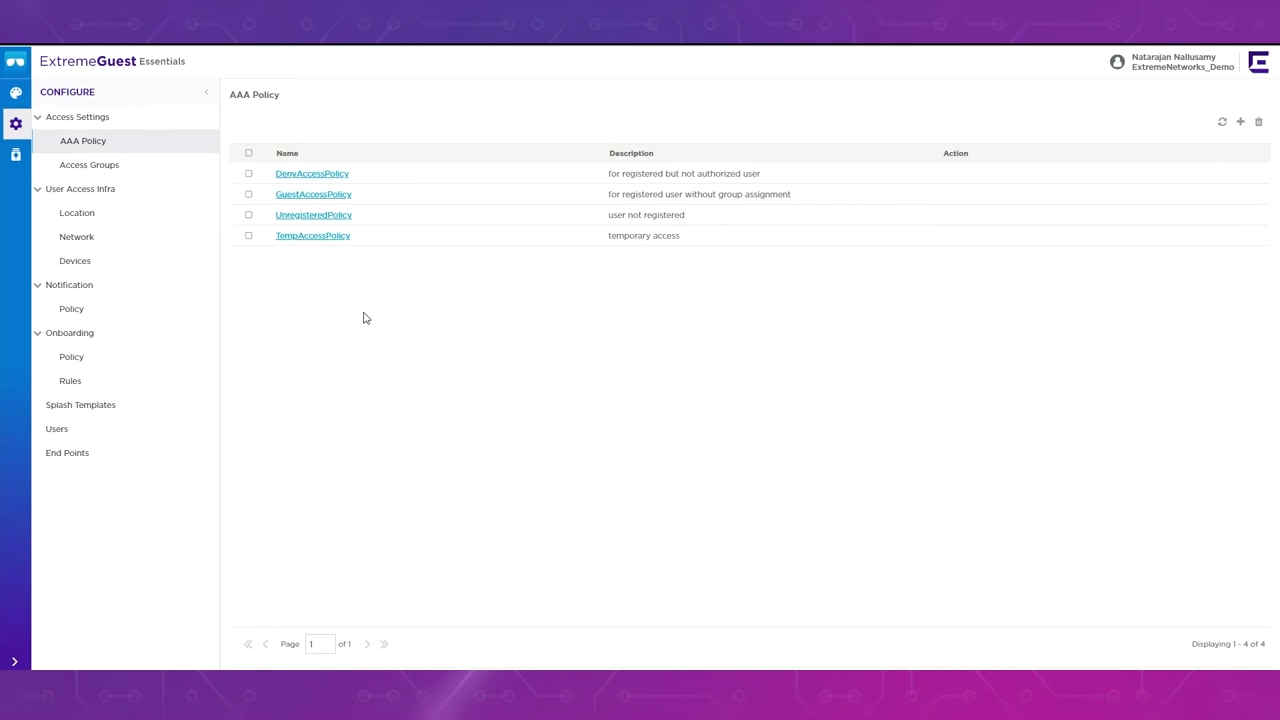 ExtremeGuest Essentials
Natarajan Nallusamy
ExtremeNetworks_Demo
CONFIGURE
Access Settings
AAA Policy
Access Groups
User Access Infra
Location
Network
Devices
Notification
Policy
Onboarding
Policy
Rules
Splash Templates
Users
End Points
AAA Policy
Name Description Action
DenyAccessPolicy for registered but not authorized user
GuestAccessPolicy for registered user without group assignment
UnregisteredPolicy user not registered
TempAccessPolicy temporary access
Page 1 of 1
Displaying 1 - 4 of 4